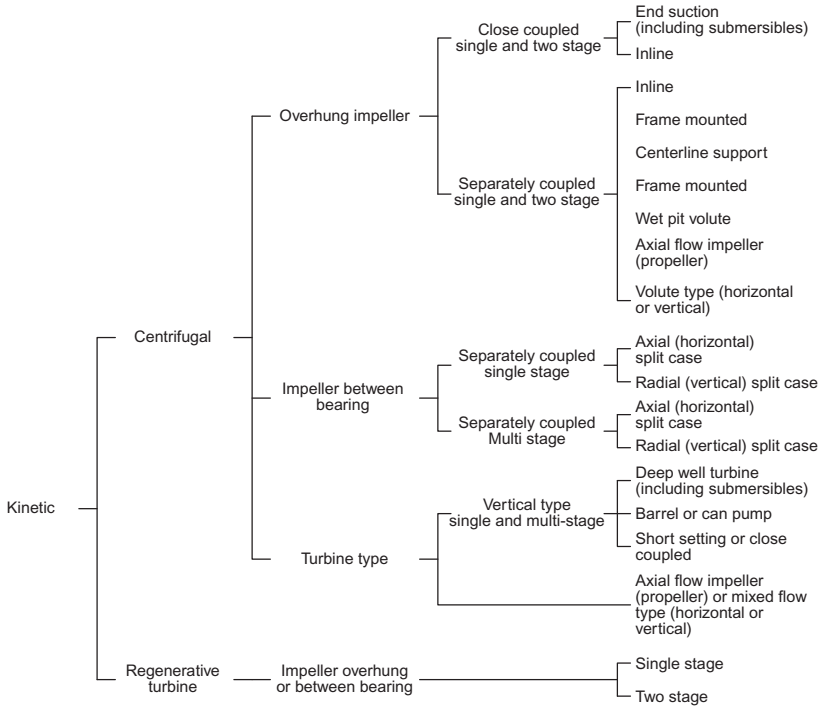 End suction
(including submersibles)
Close coupled
single and two stage
Inline
Inline
Overhung impeller
Frame mounted
Centerline support
Separately coupled
single and two stage
Frame mounted
Wet pit volute
Axial flow impeller
(propeller)
Volute type (horizontal
or vertical)
Centrifugal
Axial (horizontal)
split case
Separately coupled
single stage
Radial (vertical) split case
Impeller between
bearing
Axial (horizontal)
split case
Separately coupled
Multi stage
Radial (vertical) split case
Kinetic
Deep well turbine
(including submersibles)
Vertical type
single and multi-stage
Barrel or can pump
Short setting or close
coupled
Turbine type
Axial flow impeller
(propeller) or mixed flow
type (horizontal or
vertical)
Regenerative
turbine
Impeller overhung
or between bearing
Single stage
Two stage